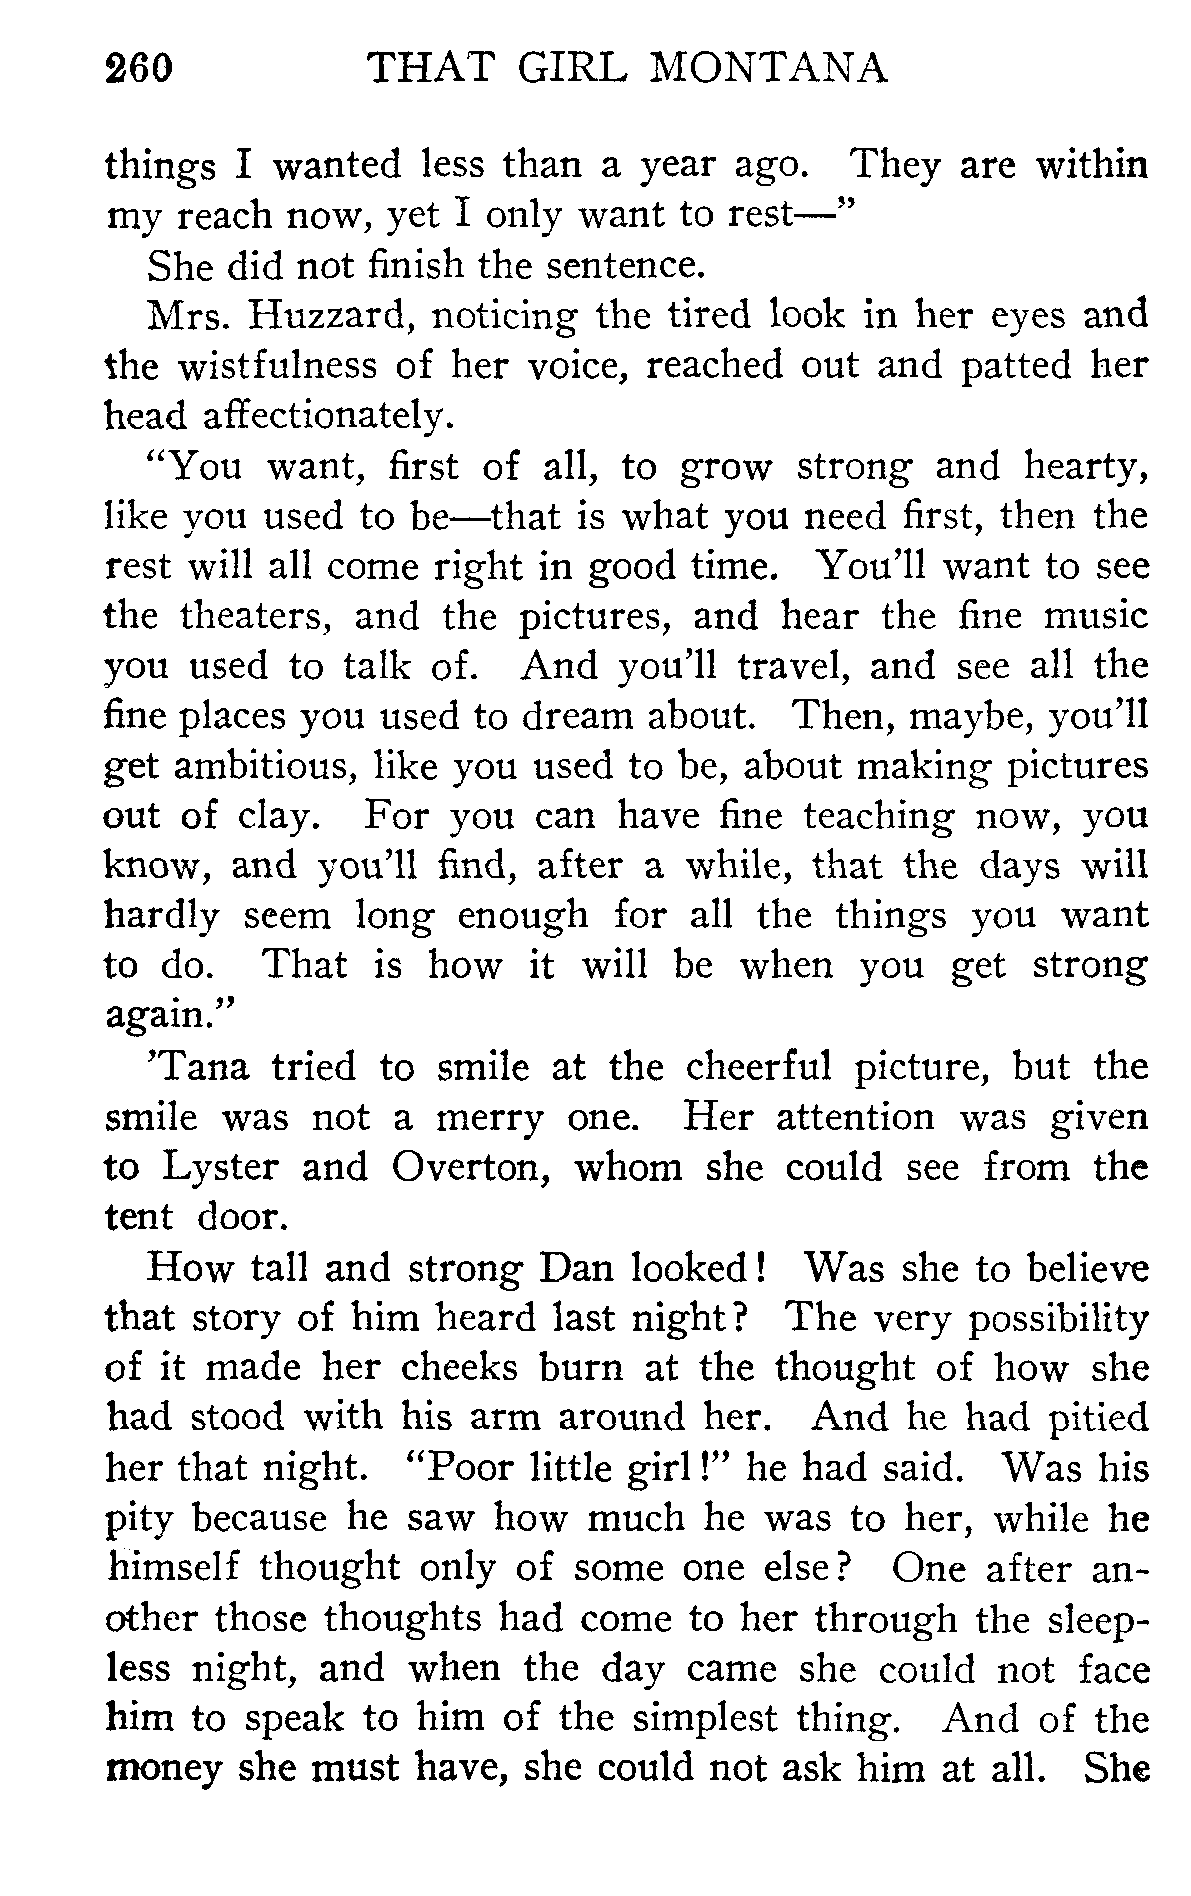 260 THAT GIRL MONTANA
things I wanted less than a year ago. They are within
my reach now, yet I only want to rest—”
She did not finish the sentence.
Mrs. Huzzard, noticing the tired look in her eyes and
the wistfulness of her voice, reached out and patted her
head affectionately.
“You want, first of all, to grow strong and hearty,
like you used to be—that is what you need first, then the
rest will all come right in good time. You’ll want to see
the theaters, and the pictures, and hear the fine music
you used to talk of. And you’ll travel, and see all the
fine places you used to dream about. Then, maybe, you’ll
get ambitious, like you used to be, about making pictures
out of clay. For you can have fine teaching now, you
know, and you’ll find, after a while, that the days will
hardly seem long enough for all the things you want
to do. That is how it will be when you get strong
again.”
’Tana tried to smile at the cheerful picture, but the
smile was not a merry one. Her attention was given
to Lyster and Overton, whom she could see from the
tent door.
How tall and strong Dan looked! Was she to believe
that story of him heard last night? The very possibility
of it made her cheeks burn at the thought of how she
had stood with his arm around her. And he had pitied
her that night. “Poor little girl!” he had said. Was his
pity because he saw how much he was to her, while he
himself thought only of some one else? One after an-
other those thoughts had come to her through the sleep-
less night, and when the day came she could not face
him to speak to him of the simplest thing. And of the
money she must have, she could not ask him at all. She